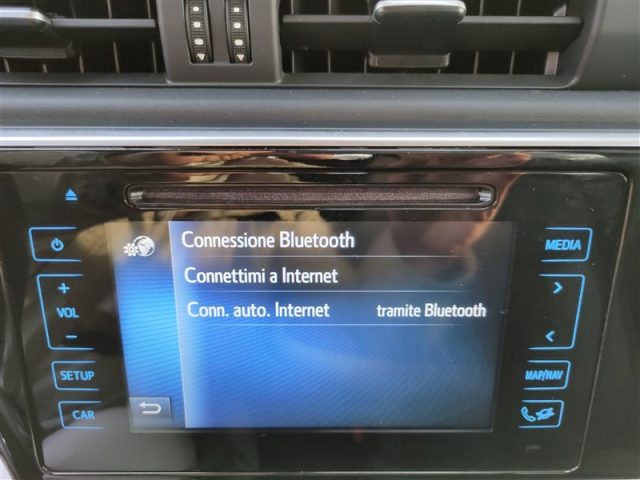 Connessione Bluetooth
MEDIA
Connettimi a Internet
+
VOL
-
Conn. auto. Internet tramite Bluetooth
>
<
SETUP
MAP/NAV
CAR